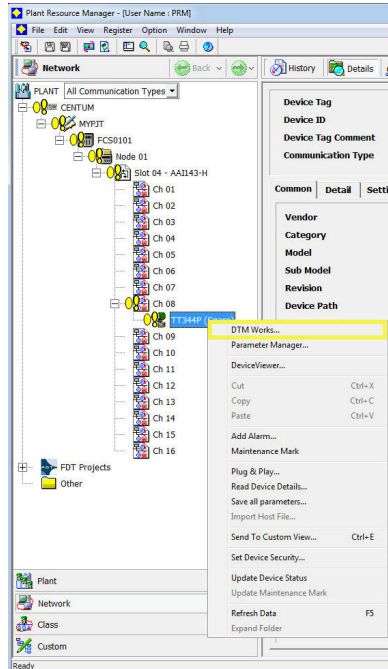 Plant Resource Manager - [User Name : PRM]
File Edit View Register Option Window Help
Network
Back
History
Details
PLANT All Communication Types
CENTUM
MYPJT
FCS0101
Node 01
Slot 04 - AAI143-H
Ch 01
Ch 02
Ch 03
Ch 04
Ch 05
Ch 06
Ch 07
Ch 08
TT344P
Ch 09
Ch 10
Ch 11
Ch 12
Ch 13
Ch 14
Ch 15
Ch 16
FDT Projects
Other
Device Tag
Device ID
Device Tag Comment
Communication Type
Common Detail
Vendor
Category
Model
Sub Model
Revision
Device Path
DTM Works...
Parameter Manager...
DeviceViewer...
Cut Ctrl+X
Copy Ctrl+C
Paste Ctrl+V
Add Alarm...
Maintenance Mark
Plug & Play...
Read Device Details...
Save all parameters...
Import Host File...
Send To Custom View... Ctrl+E
Set Device Security...
Update Device Status
Update Maintenance Mark
Refresh Data F5
Expand Folder
Plant
Network
Class
Custom
Ready